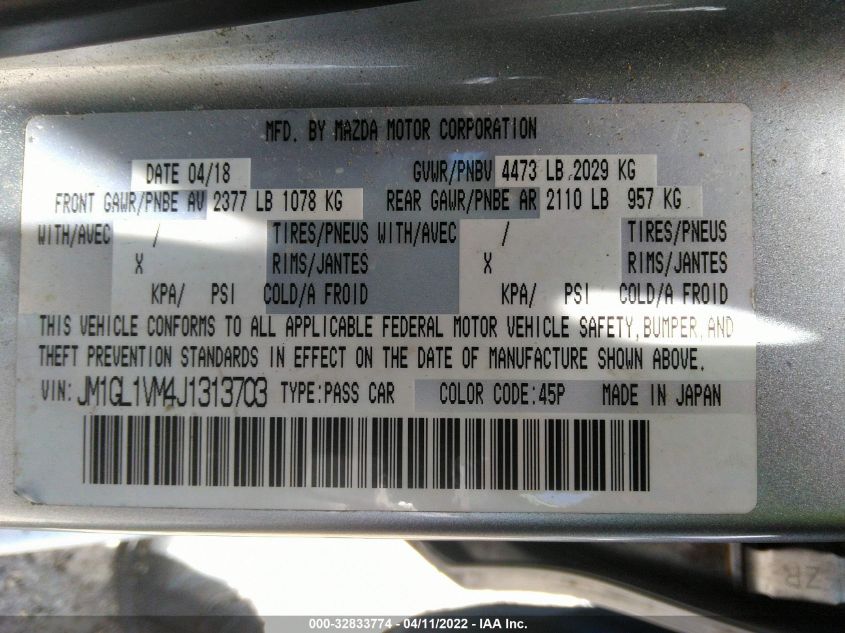 MFD. BY MAZDA MOTOR CORPORATION
DATE 04/18 GVWR/PNBV 4473 LB 2029 KG
FRONT GAWR/PNBE AV 2377 LB 1078 KG REAR GAWR/PNBE AR 2110 LB 957 KG
WITH/AVEC / TIRES/PNEUS WITH/AVEC / TIRES/PNEUS
X RIMS/JANTES X RIMS/JANTES
KPA/ PSI COLD/A FROID KPA/ PSI COLD/A FROID
THIS VEHICLE CONFORMS TO ALL APPLICABLE FEDERAL MOTOR VEHICLE SAFETY, BUMPER, AND
THEFT PREVENTION STANDARDS IN EFFECT ON THE DATE OF MANUFACTURE SHOWN ABOVE.
VIN: JM1GL1VM4J1313703 TYPE:PASS CAR COLOR CODE:45P MADE IN JAPAN
ZR
000-32833774 - 04/11/2022 - IAA Inc.